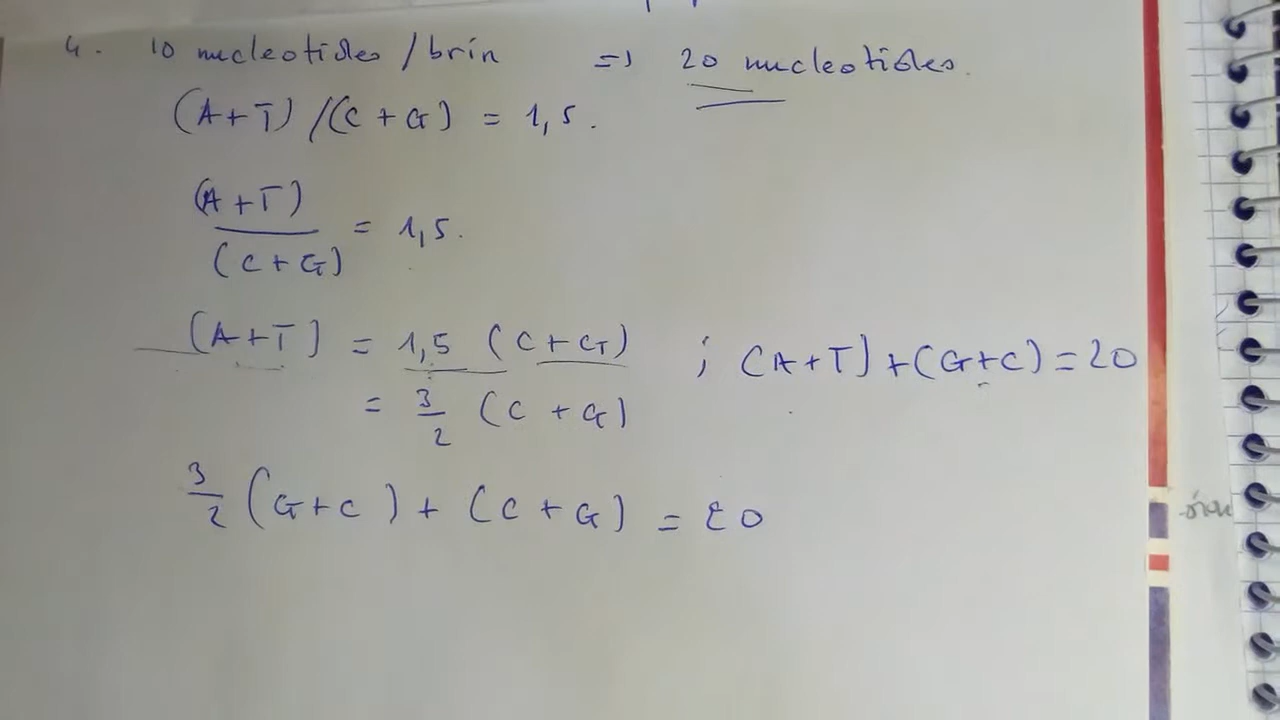 4. 10 nucleotides / brin => 20 nucleotides.
(A+T) /(C + G) = 1,5.
(A+T)
/(C+G) = 1,5.
(A+T) = 1,5 (C+G) ; (A+T)+(G+C)=20
= 3/2 (C + G)
3/2 (G+C) + (C+G) = 20